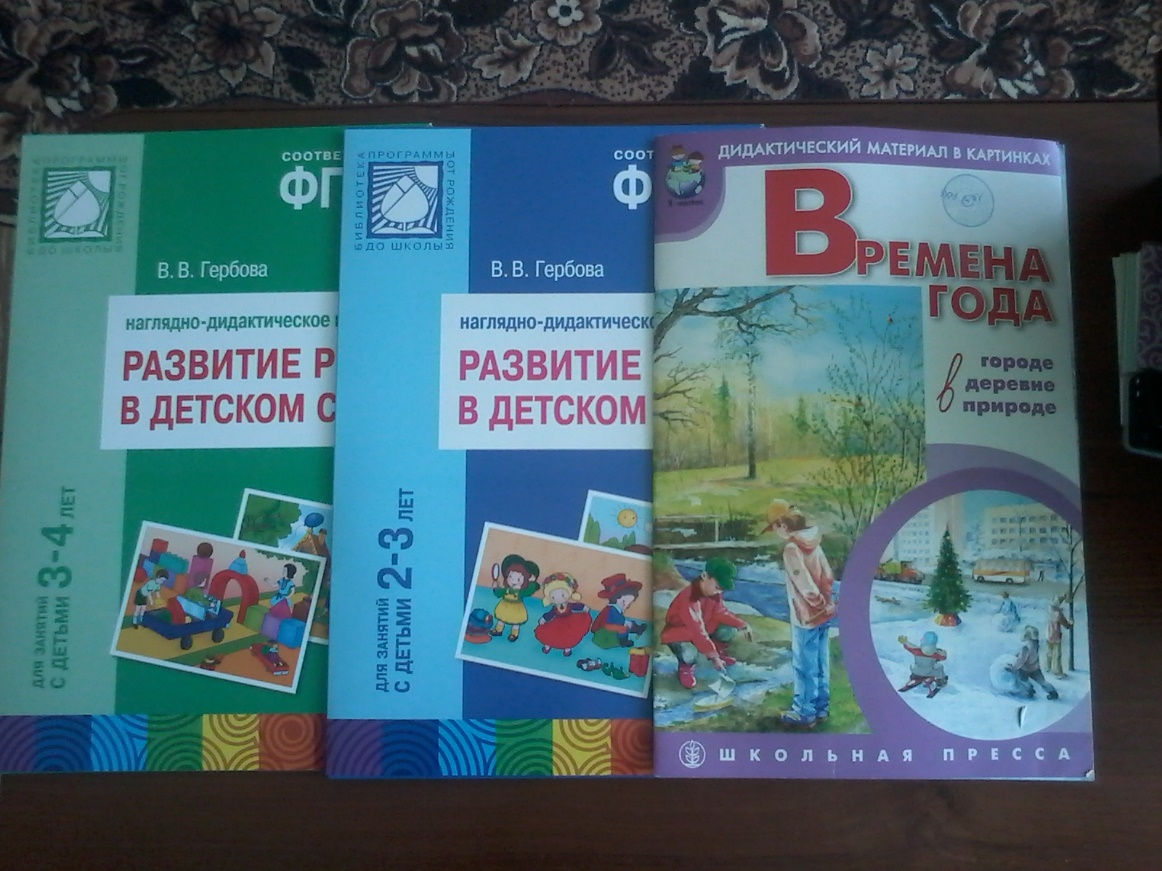 БИБЛИОТЕКА
ПРОГРАММЫ
ОТ РОЖДЕНИЯ
ДО ШКОЛЫ
СООТВЕ
ФГ
В. В. Гербова
НАГЛЯДНО-ДИДАКТИЧЕСКОЕ
РАЗВИТИЕ Р
В ДЕТСКОМ С
ДЛЯ ЗАНЯТИЙ
С ДЕТЬМИ 3-4 ЛЕТ
БИБЛИОТЕКА
ПРОГРАММЫ
ОТ РОЖДЕНИЯ
ДО ШКОЛЫ
СООТ
Ф
В. В. Гербова
НАГЛЯДНО-ДИДАКТИЧЕСКО
РАЗВИТИЕ
В ДЕТСКОМ
ДЛЯ ЗАНЯТИЙ
С ДЕТЬМИ 2-3 ЛЕТ
ДИДАКТИЧЕСКИЙ МАТЕРИАЛ В КАРТИНКАХ
ВРЕМЕНА
ГОДА
в городе
деревне
природе
ШКОЛЬНАЯ ПРЕССА